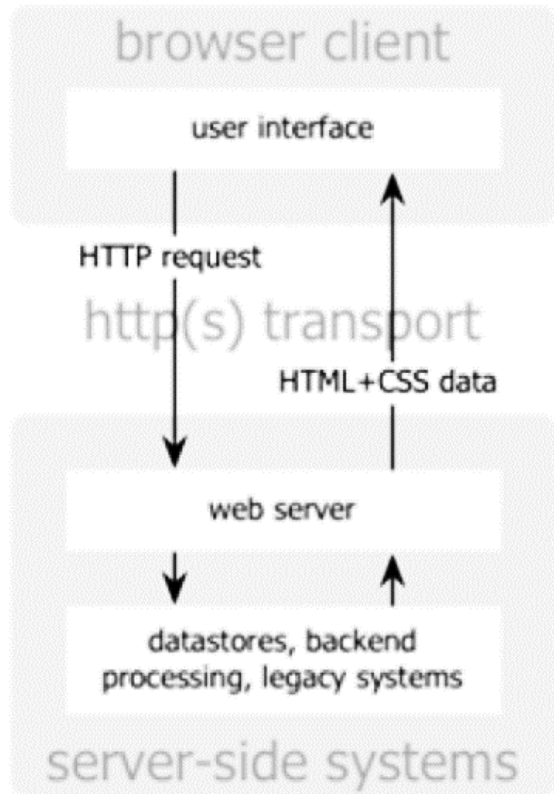 browser client
user interface
HTTP request
http(s) transport
HTML+CSS data
web server
datastores, backend
processing, legacy systems
server-side systems